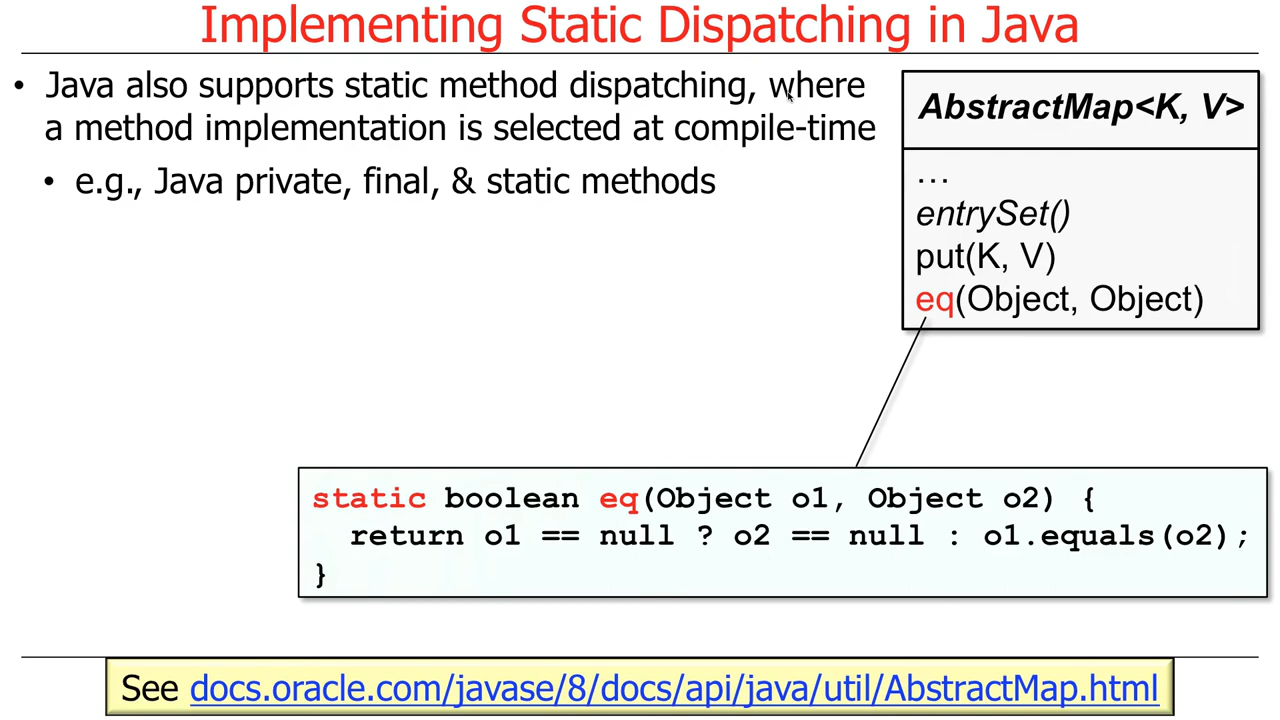 Implementing Static Dispatching in Java
• Java also supports static method dispatching, where
a method implementation is selected at compile-time
• e.g., Java private, final, & static methods
AbstractMap<K, V>
…
entrySet()
put(K, V)
eq(Object, Object)
static boolean eq(Object o1, Object o2) {
return o1 == null ? o2 == null : o1.equals(o2);
}
See docs.oracle.com/javase/8/docs/api/java/util/AbstractMap.html